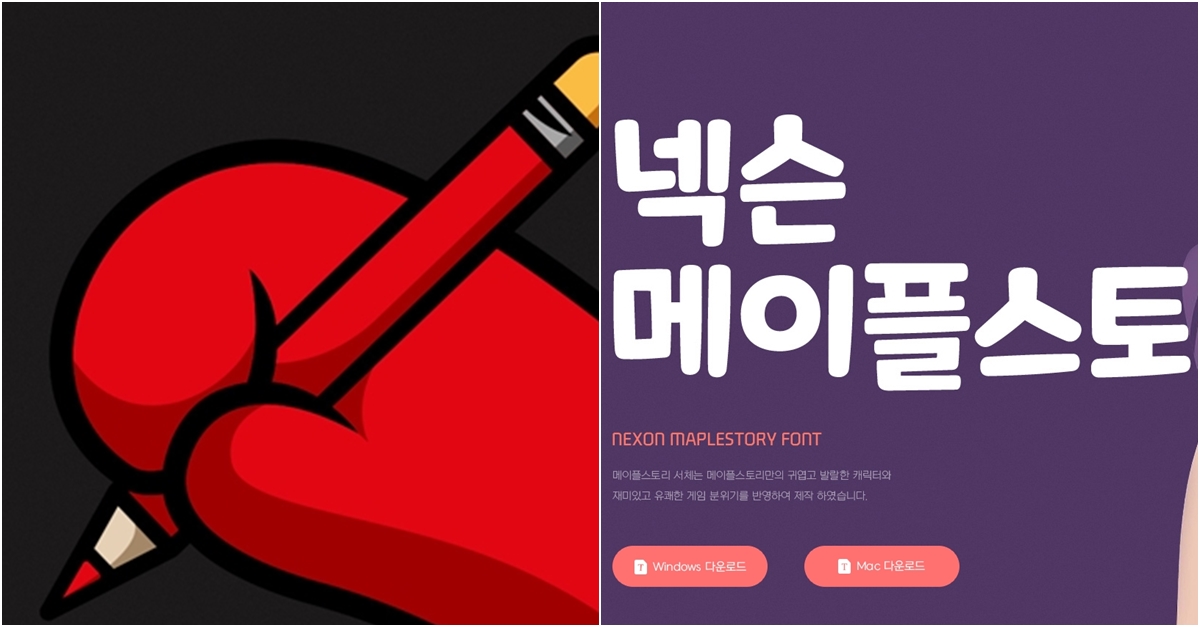 넥슨
메이플스토
NEXON MAPLESTORY FONT
메이플스토리 서체는 메이플스토리만의 귀엽고 발랄한 캐릭터와
재미있고 유쾌한 게임 분위기를 반영하여 제작 하였습니다.
T Windows 다운로드
T Mac 다운로드